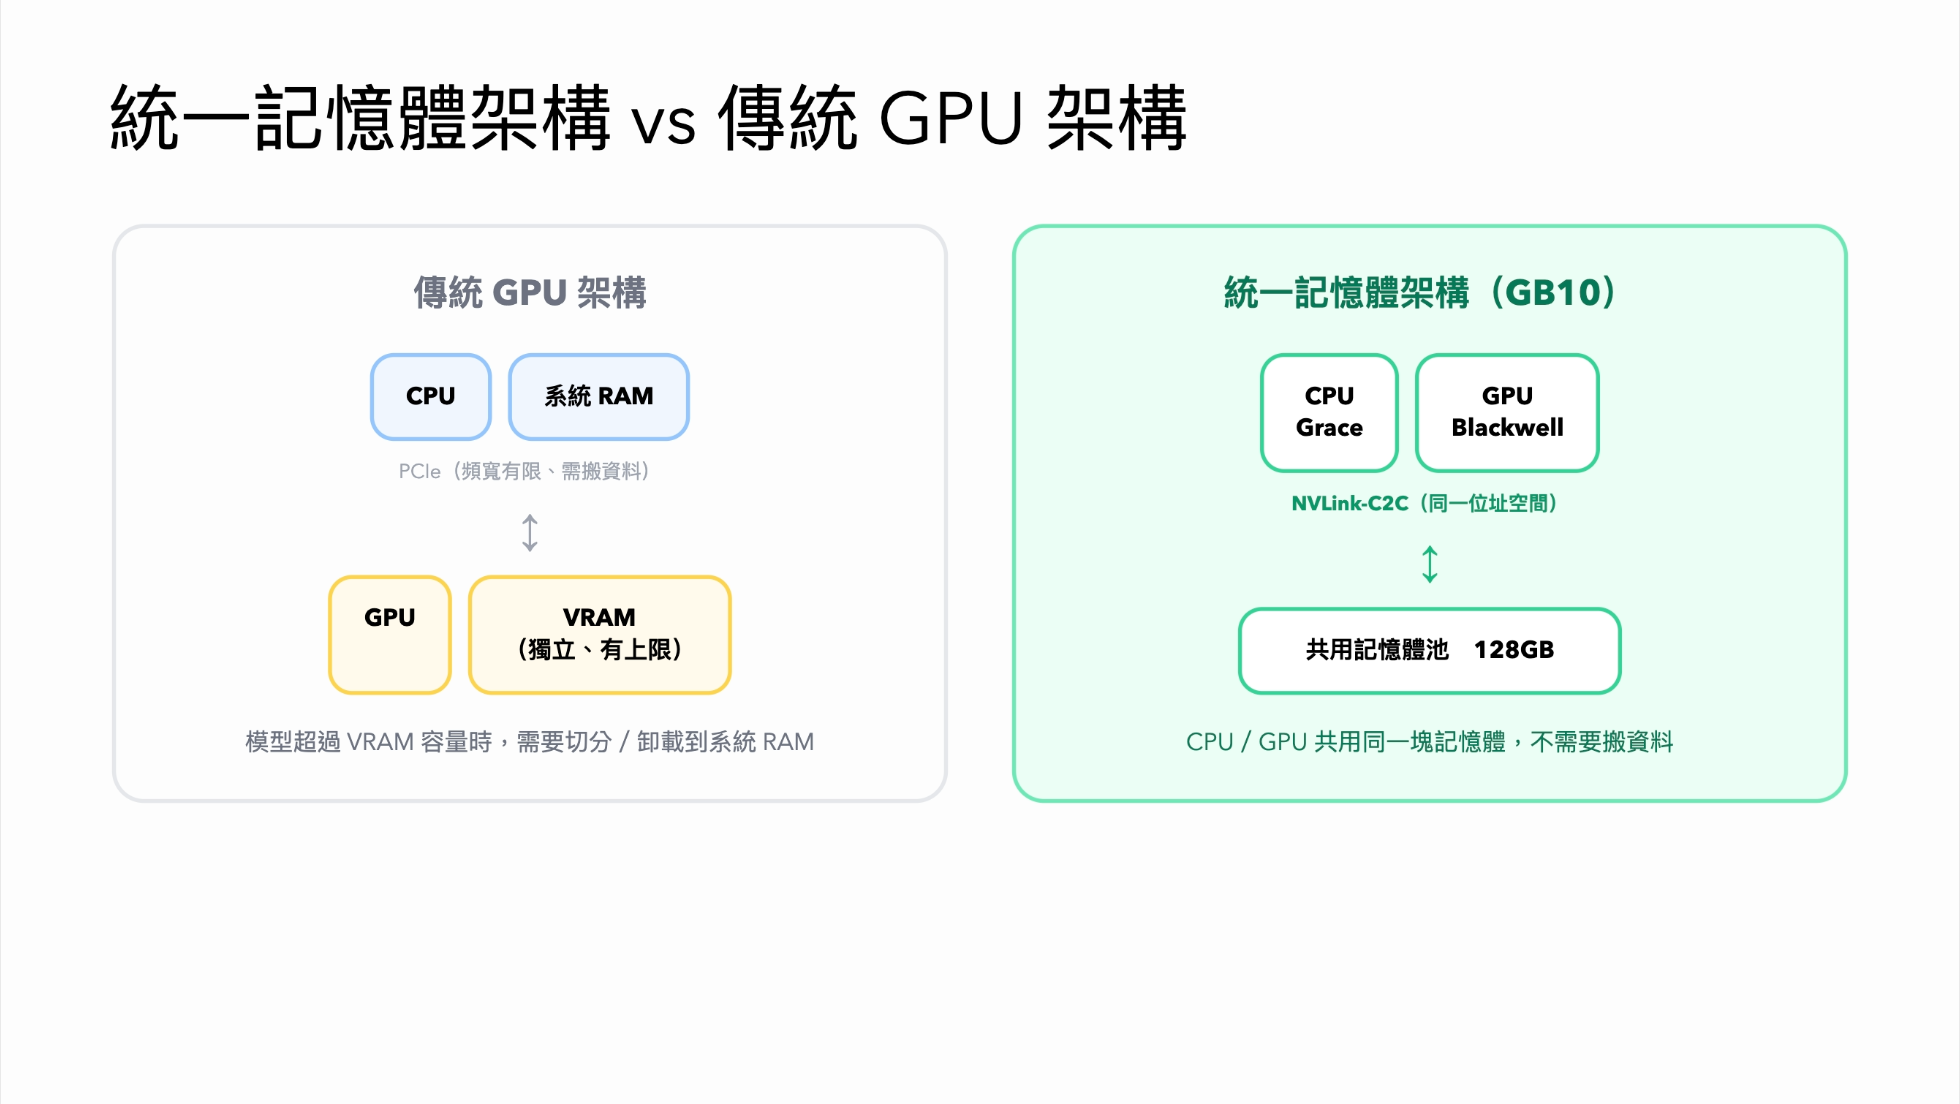 統一記憶體架構 vs 傳統 GPU 架構
傳統 GPU 架構
CPU
系統 RAM
PCIe（頻寬有限、需搬資料）
↕
GPU
VRAM
（獨立、有上限）
模型超過 VRAM 容量時，需要切分 / 卸載到系統 RAM
統一記憶體架構（GB10）
CPU
Grace
GPU
Blackwell
NVLink-C2C（同一位址空間）
↕
共用記憶體池　128GB
CPU / GPU 共用同一塊記憶體，不需要搬資料